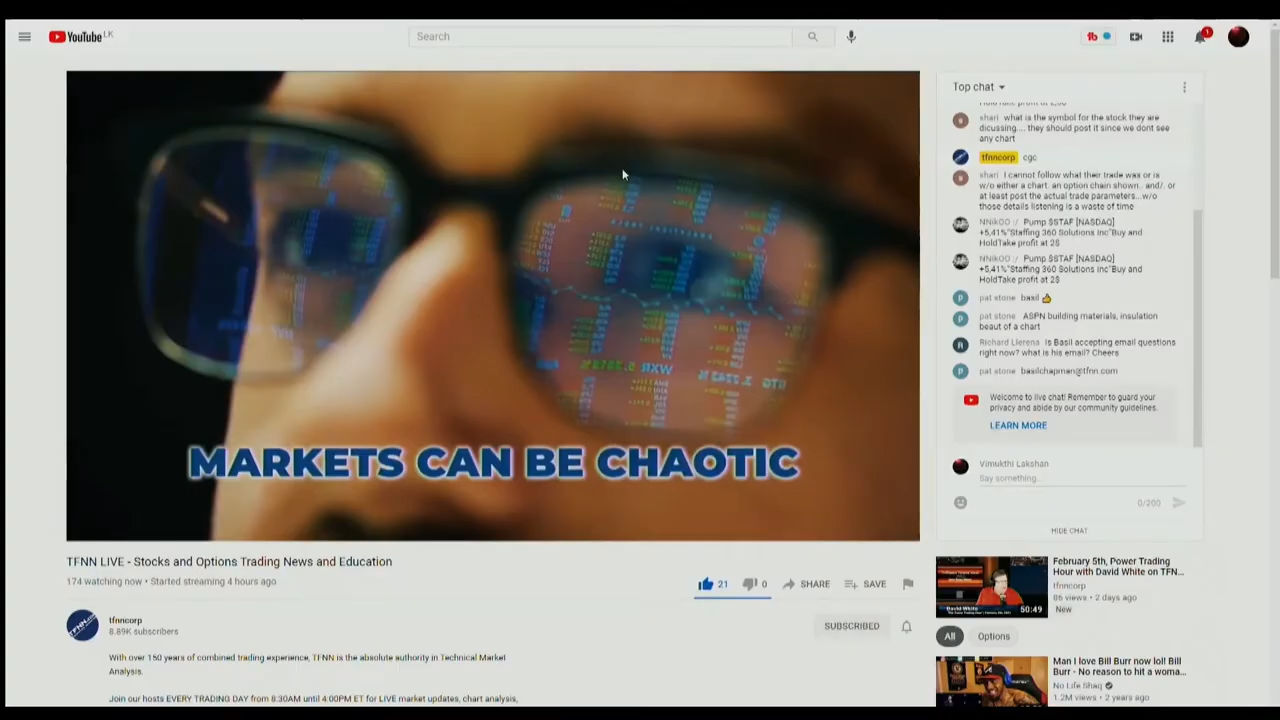 YouTube LK
Search
fb
1
Top chat
shari what is the symbol for the stock they are
dicussing.... they should post it since we dont see
any chart
tfnncorp cgc
shari I cannot follow what their trade was or is
w/o either a chart. an option chain shown.. and/. or
at least post the actual trade parameters...w/o
those details listening is a waste of time
NNikOO :/ Pump $STAF [NASDAQ]
+5,41%"Staffing 360 Solutions Inc"Buy and
HoldTake profit at 2$
NNikOO :/ Pump $STAF [NASDAQ]
+5,41%"Staffing 360 Solutions Inc"Buy and
HoldTake profit at 2$
pat stone basil 👍
pat stone ASPN building materials, insulation
beaut of a chart
Richard Llerena Is Basil accepting email questions
right now? what is his email? Cheers
pat stone basilchapman@tfnn.com
Welcome to live chat! Remember to guard your
privacy and abide by our community guidelines.
LEARN MORE
Vimukthi Lakshan
Say something...
0/200
HIDE CHAT
MARKETS CAN BE CHAOTIC
TFNN LIVE - Stocks and Options Trading News and Education
174 watching now • Started streaming 4 hours ago
21 0 SHARE SAVE
tfnncorp
8.89K subscribers
SUBSCRIBED
With over 150 years of combined trading experience, TFNN is the absolute authority in Technical Market
Analysis.
Join our hosts EVERY TRADING DAY from 8:30AM until 4:00PM ET for LIVE market updates, chart analysis,
February 5th, Power Trading
Hour with David White on TFN...
tfnncorp
86 views • 2 days ago
New
David White
50:49
All Options
Man I love Bill Burr now lol! Bill
Burr - No reason to hit a woma...
No Life Shaq
1.2M views • 2 years ago